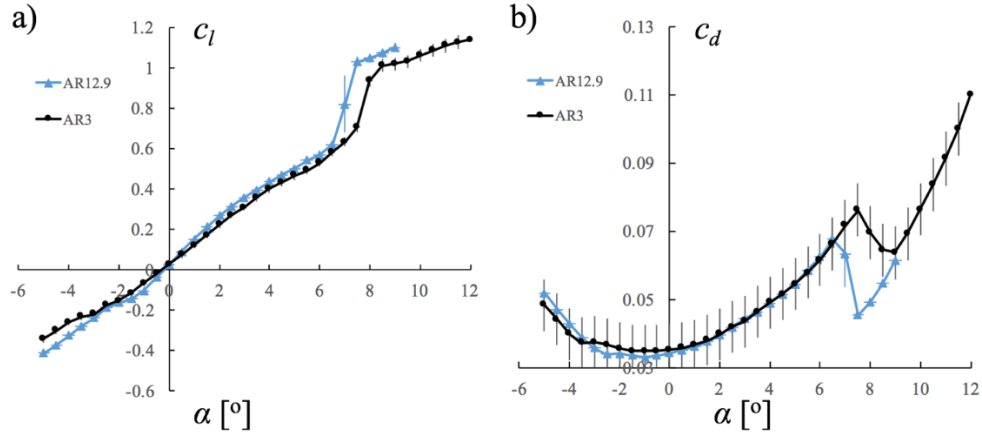 a)
c_l
1.2
1
0.8
0.6
0.4
0.2
0
-0.2
-0.4
-0.6
-6 -4 -2 0 2 4 6 8 10 12
AR12.9
AR3
α [º]
b)
c_d
0.13
0.11
0.09
0.07
0.05
0.03
-6 -4 -2 0 2 4 6 8 10 12
AR12.9
AR3
α [º]